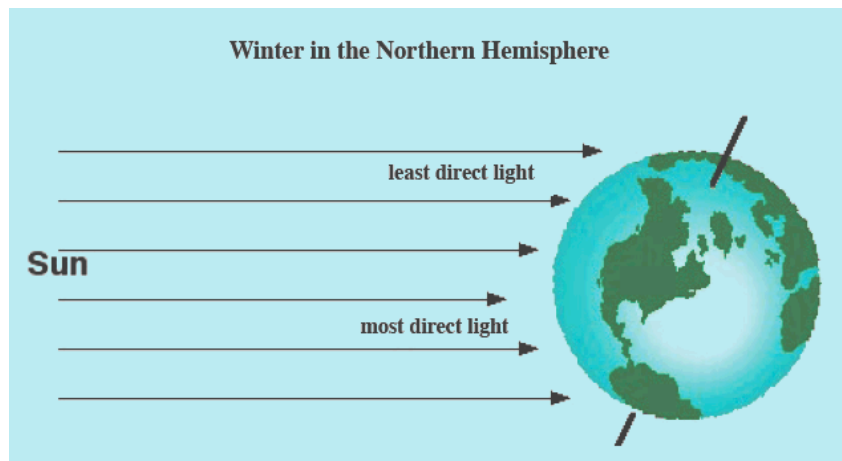 Winter in the Northern Hemisphere
least direct light
Sun
most direct light